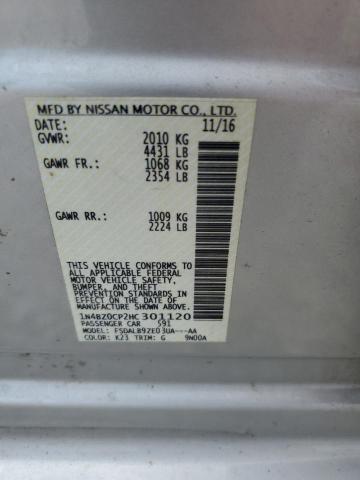 MFD BY NISSAN MOTOR CO., LTD.
DATE: 11/16
GVWR: 2010 KG
4431 LB
GAWR FR.: 1068 KG
2354 LB
GAWR RR.: 1009 KG
2224 LB
THIS VEHICLE CONFORMS TO ALL
APPLICABLE FEDERAL MOTOR VEHICLE SAFETY,
BUMPER, AND THEFT
PREVENTION STANDARDS
IN EFFECT ON THE DATE OF
MANUFACTURE SHOWN ABOVE.
1N4BZ0CP2HC301120
PASSENGER CAR 591
MODEL: FSDALB9ZE03UA---AA
COLOR: K23 TRIM: G 9N00A